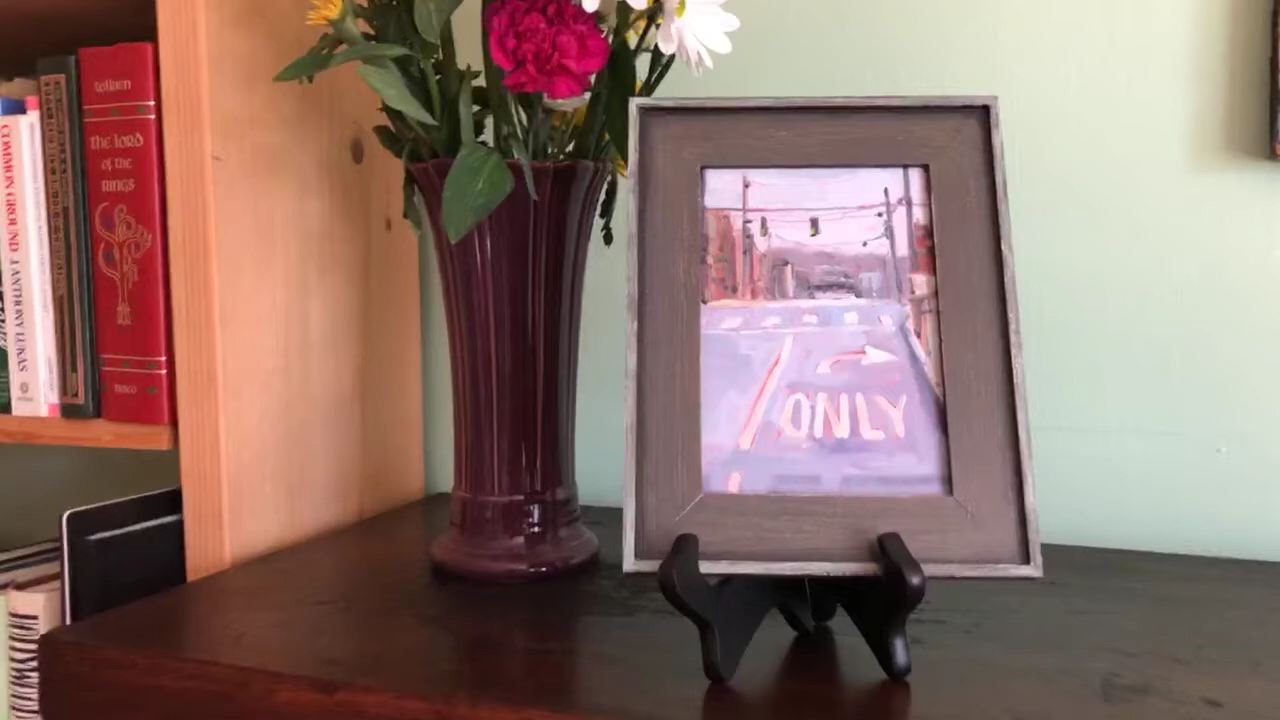 Tolkien
The Lord
of the
Rings
COMMON GROUND J. ANTHONY LUKAS
ONLY